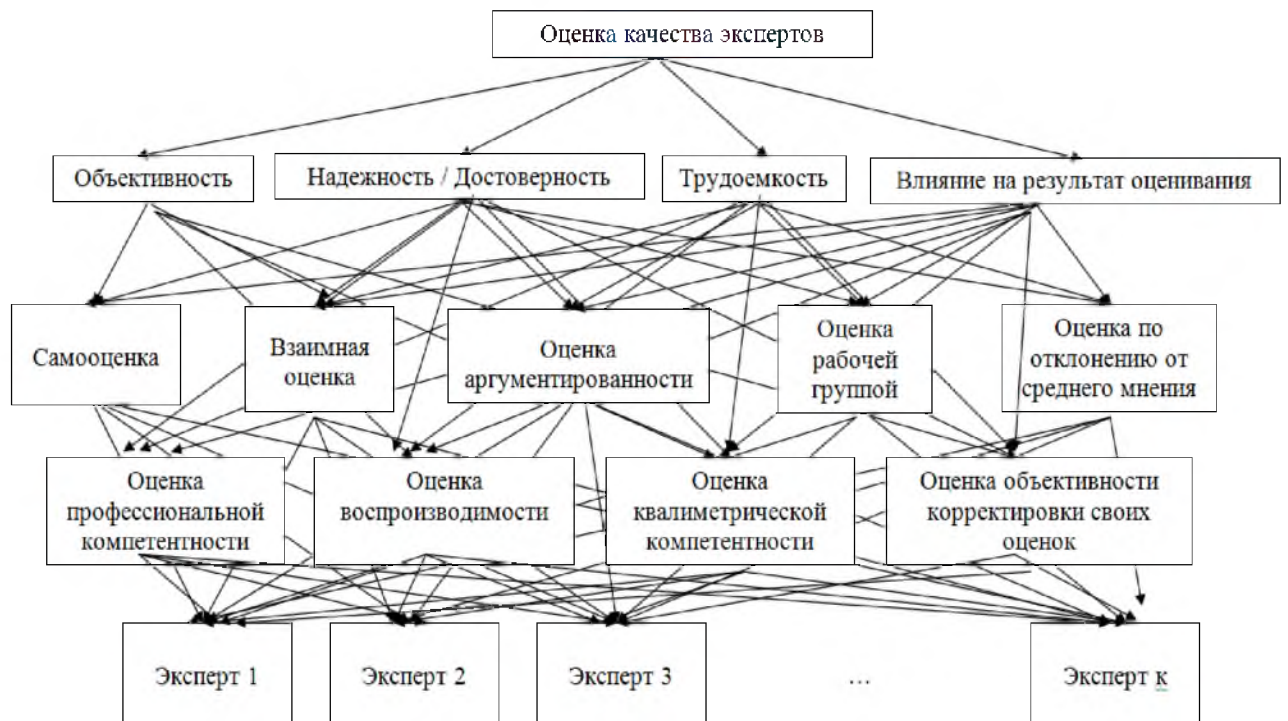 Оценка качества экспертов
Объективность
Надежность / Достоверность
Трудоемкость
Влияние на результат оценивания
Самооценка
Взаимная
оценка
Оценка
аргументированности
Оценка
рабочей
группой
Оценка по
отклонению от
среднего мнения
Оценка
профессиональной
компетентности
Оценка
воспроизводимости
Оценка
квалиметрической
компетентности
Оценка объективности
корректировки своих
оценок
Эксперт 1
Эксперт 2
Эксперт 3
...
Эксперт к